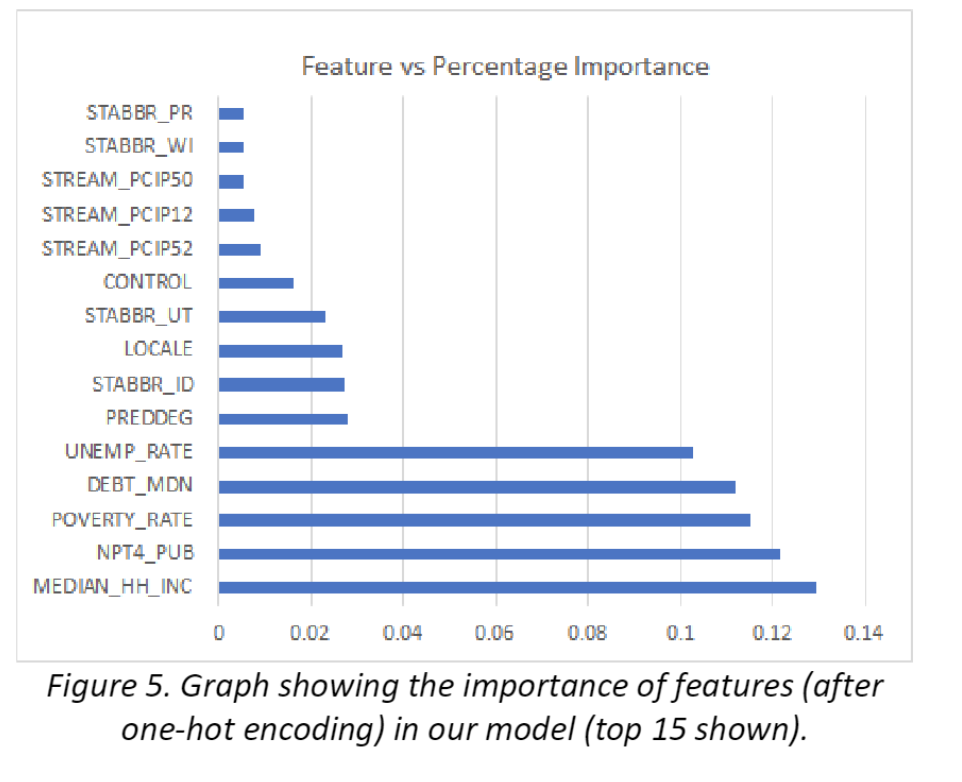 Feature vs Percentage Importance
STABBR_PR
STABBR_WI
STREAM_PCIP50
STREAM_PCIP12
STREAM_PCIP52
CONTROL
STABBR_UT
LOCALE
STABBR_ID
PREDDEG
UNEMP_RATE
DEBT_MDN
POVERTY_RATE
NPT4_PUB
MEDIAN_HH_INC
0 0.02 0.04 0.06 0.08 0.1 0.12 0.14
Figure 5. Graph showing the importance of features (after
one-hot encoding) in our model (top 15 shown).